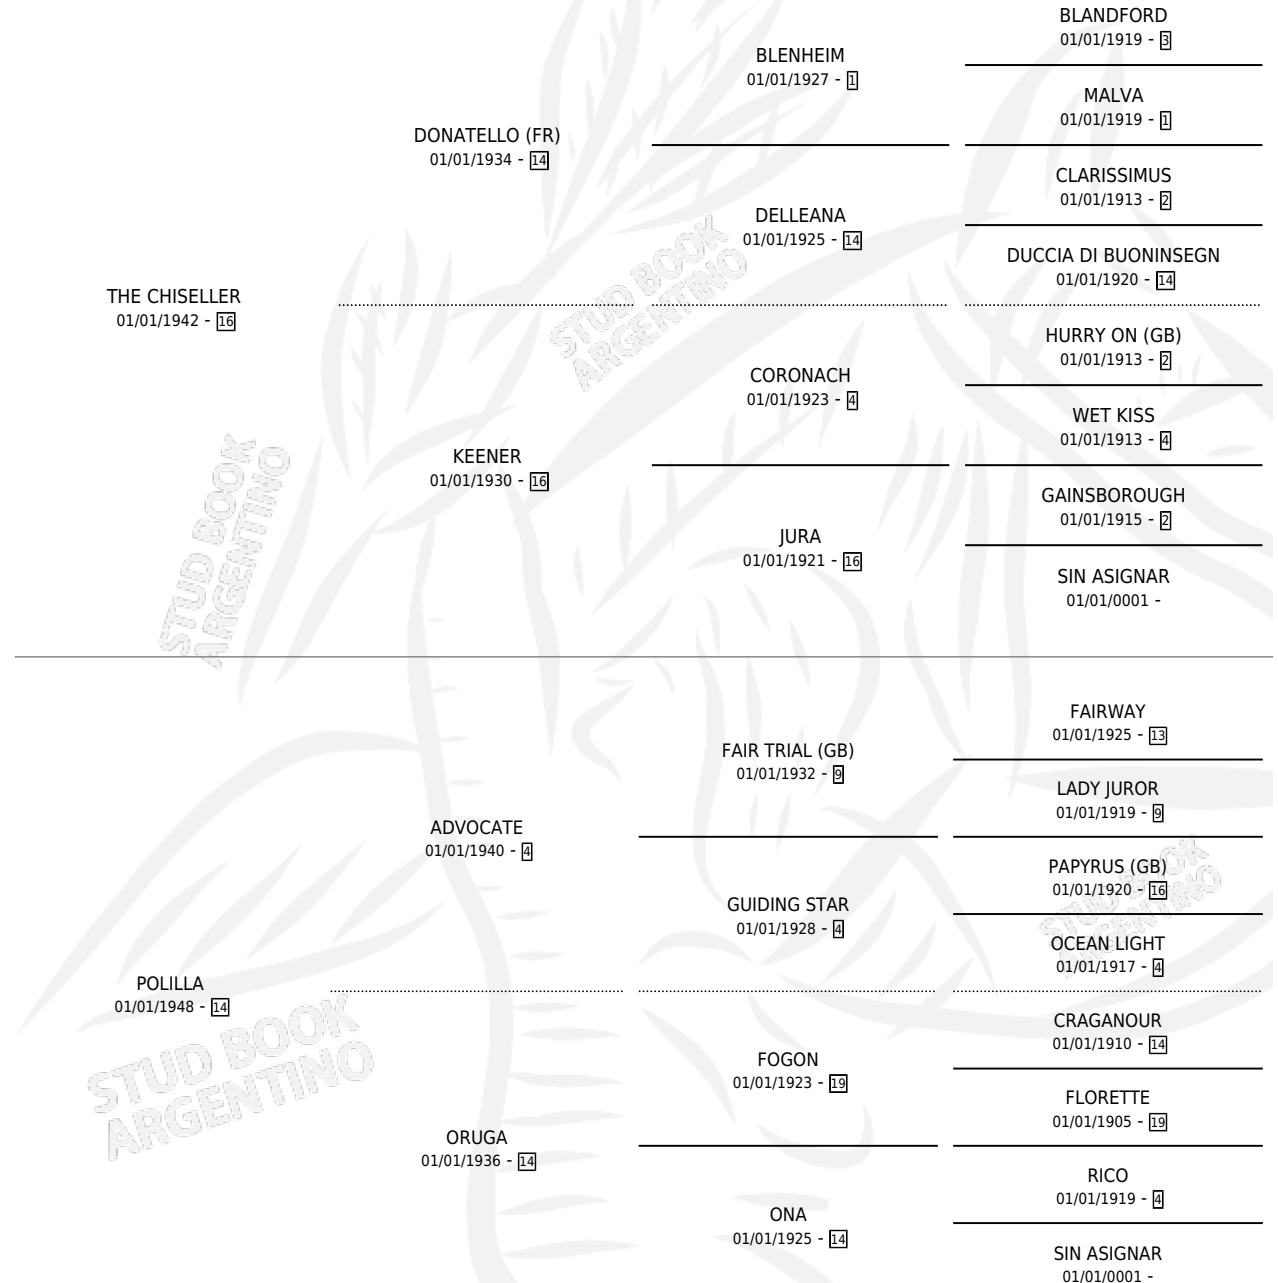 BLANDFORD
01/01/1919 - 3
BLENHEIM
01/01/1927 - 1
MALVA
01/01/1919 - 1
DONATELLO (FR)
01/01/1934 - 14
CLARISSIMUS
01/01/1913 - 2
DELLEANA
01/01/1925 - 14
DUCCIA DI BUONINSEGN
01/01/1920 - 14
THE CHISELLER
01/01/1942 - 16
HURRY ON (GB)
01/01/1913 - 2
CORONACH
01/01/1923 - 4
WET KISS
01/01/1913 - 4
KEENER
01/01/1930 - 16
GAINSBOROUGH
01/01/1915 - 2
JURA
01/01/1921 - 16
SIN ASIGNAR
01/01/0001 -
FAIRWAY
01/01/1925 - 13
FAIR TRIAL (GB)
01/01/1932 - 9
LADY JUROR
01/01/1919 - 9
ADVOCATE
01/01/1940 - 4
PAPYRUS (GB)
01/01/1920 - 16
GUIDING STAR
01/01/1928 - 4
OCEAN LIGHT
01/01/1917 - 4
POLILLA
01/01/1948 - 14
CRAGANOUR
01/01/1910 - 14
FOGON
01/01/1923 - 19
FLORETTE
01/01/1905 - 19
ORUGA
01/01/1936 - 14
RICO
01/01/1919 - 4
ONA
01/01/1925 - 14
SIN ASIGNAR
01/01/0001 -
STUD BOOK
ARGENTINO
STUD BOOK
ARGENTINO
STUD BOOK
ARGENTINO
STUD BOOK
ARGENTINO